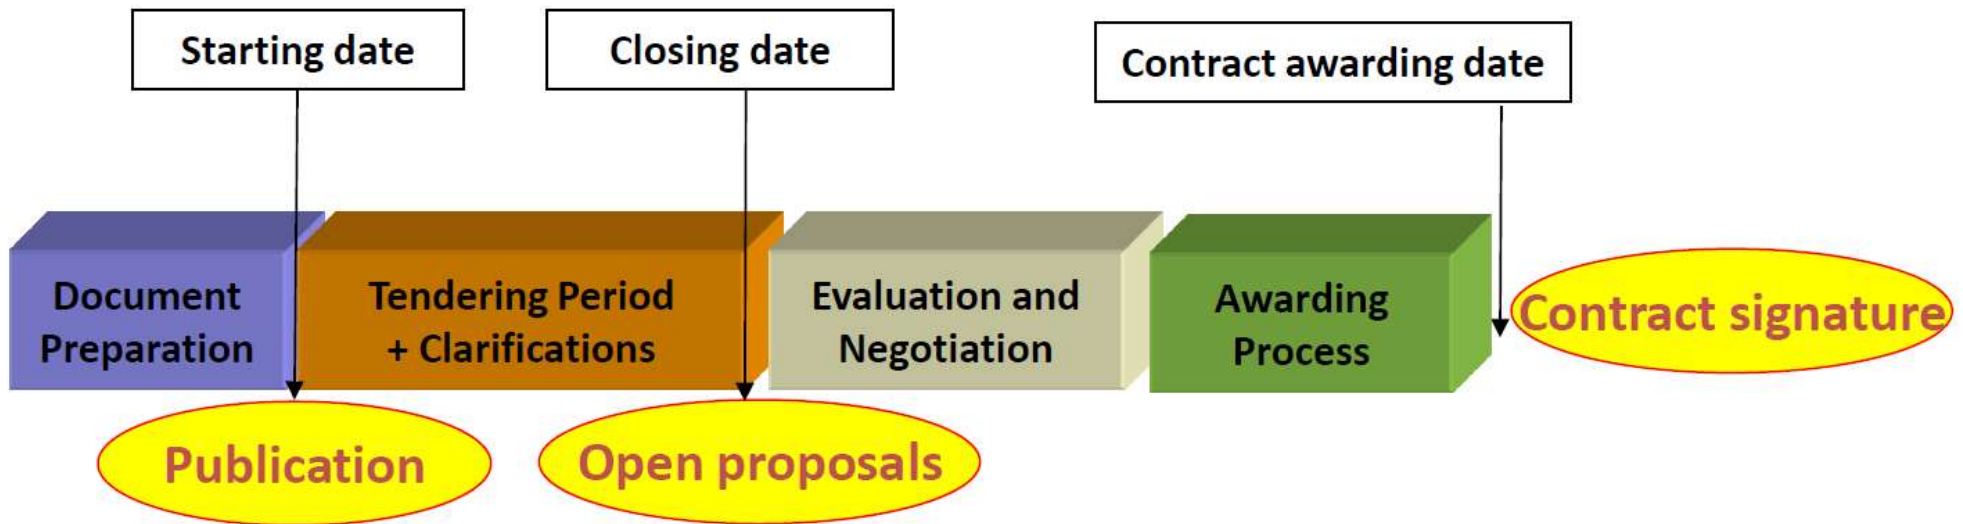 Starting date
Closing date
Contract awarding date
Document
Preparation
Tendering Period
+ Clarifications
Evaluation and
Negotiation
Awarding
Process
Contract signature
Publication
Open proposals